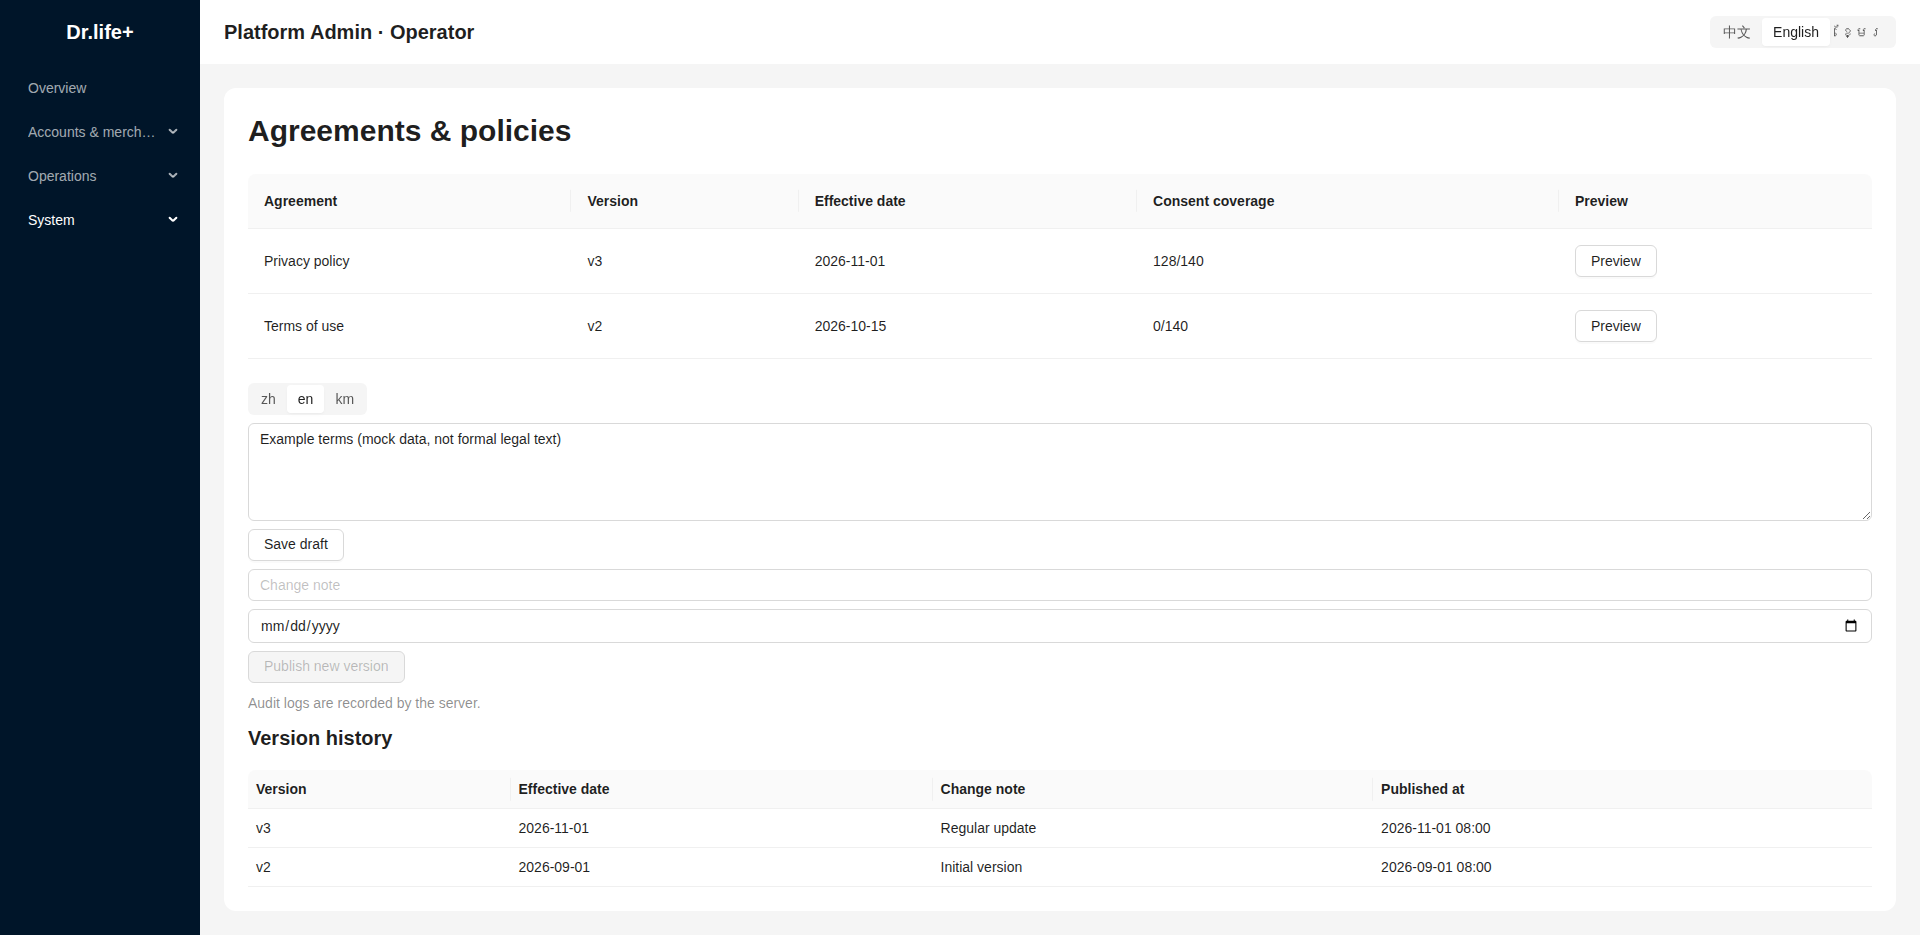 Dr.life+
Platform Admin · Operator
中文 English ខ្មែរ
Overview
Accounts & merch…
Operations
System
Agreements & policies
Agreement Version Effective date Consent coverage Preview
Privacy policy v3 2026-11-01 128/140 Preview
Terms of use v2 2026-10-15 0/140 Preview
zh en km
Example terms (mock data, not formal legal text)
Save draft
Change note
mm/dd/yyyy
Publish new version
Audit logs are recorded by the server.
Version history
Version Effective date Change note Published at
v3 2026-11-01 Regular update 2026-11-01 08:00
v2 2026-09-01 Initial version 2026-09-01 08:00